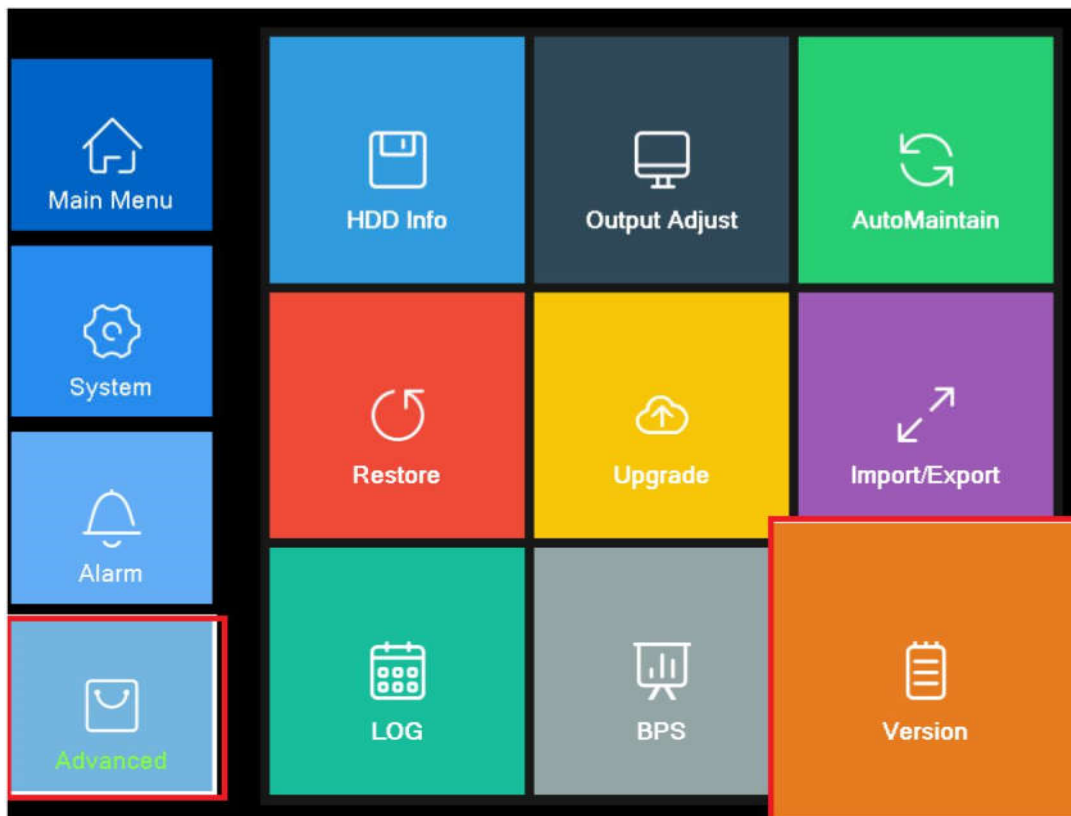 Main Menu
System
Alarm
Advanced
HDD Info
Output Adjust
AutoMaintain
Restore
Upgrade
Import/Export
LOG
BPS
Version